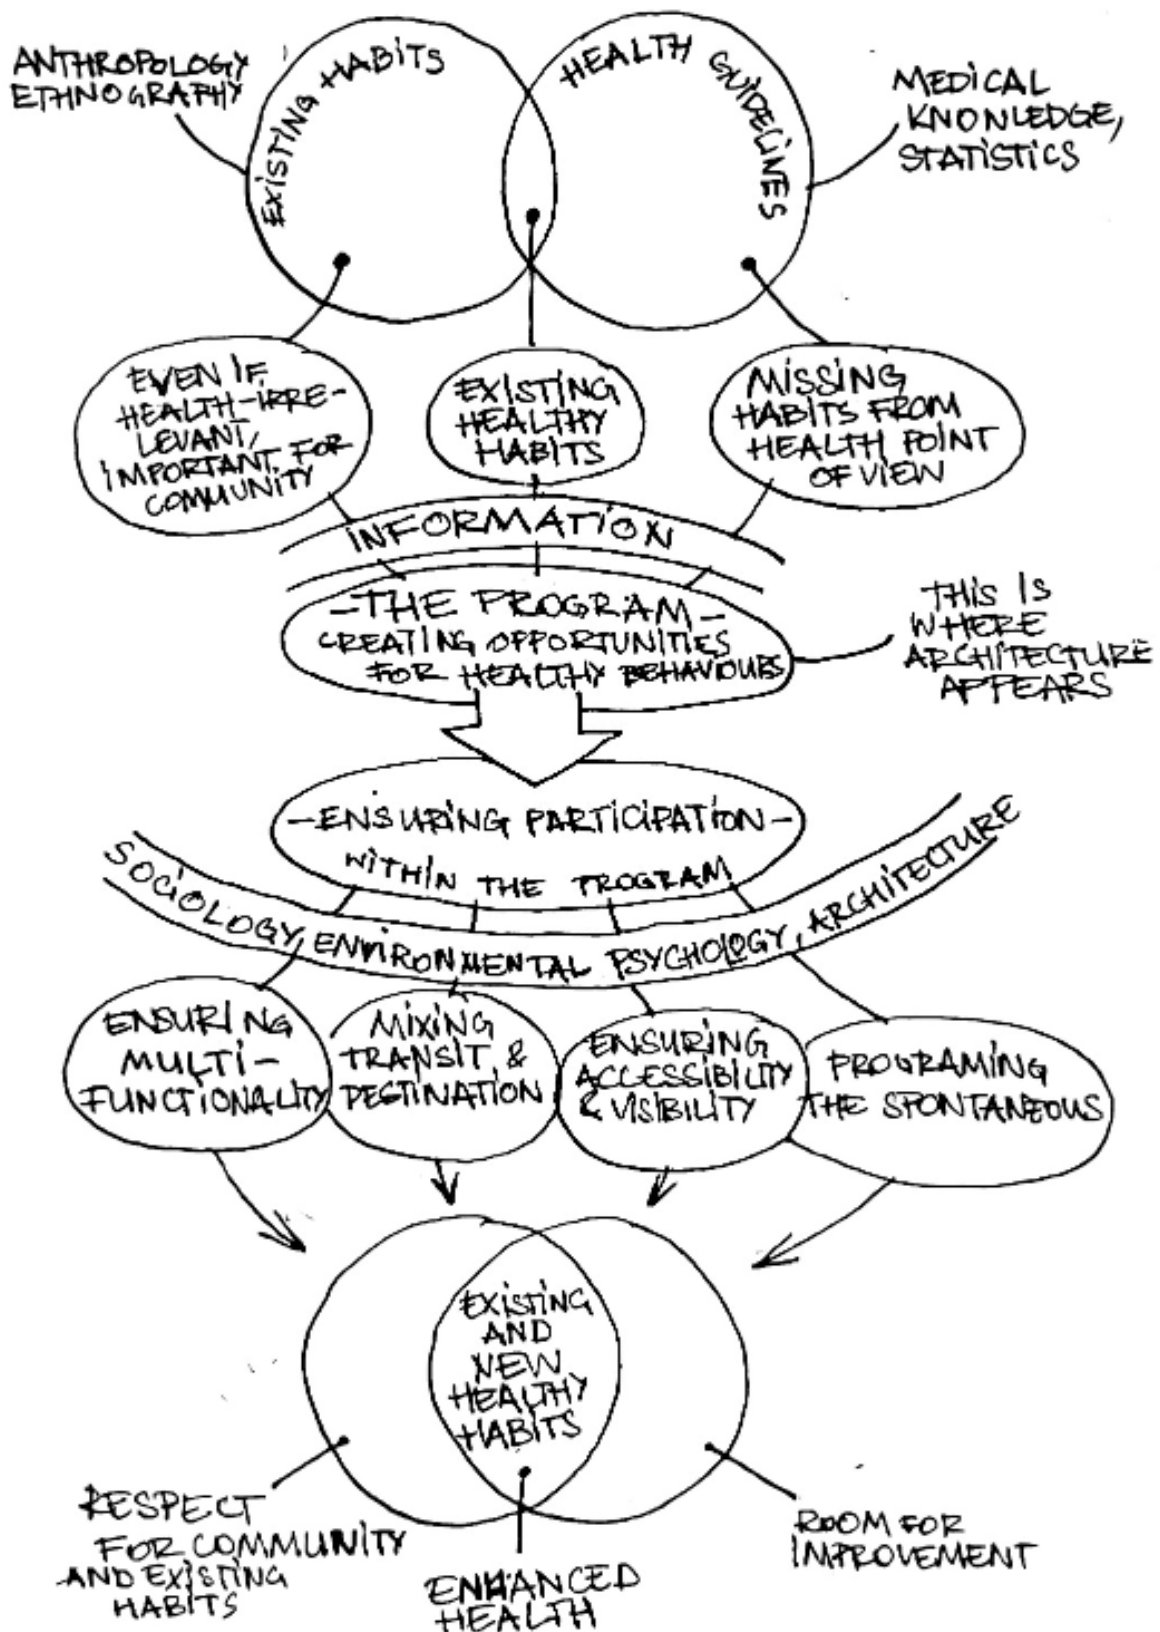 ANTHROPOLOGY
ETHNOGRAPHY
EXISTING HABITS
HEALTH GUIDELINES
MEDICAL
KNOWLEDGE,
STATISTICS
EVEN IF
HEALTH-IRRE-
LEVANT,
IMPORTANT FOR
COMMUNITY
EXISTING
HEALTHY
HABITS
MISSING
HABITS FROM
HEALTH POINT
OF VIEW
INFORMATION
-THE PROGRAM-
CREATING OPPORTUNITIES
FOR HEALTHY BEHAVIOURS
THIS IS
WHERE
ARCHITECTURE
APPEARS
-ENSURING PARTICIPATION-
WITHIN THE PROGRAM
SOCIOLOGY, ENVIRONMENTAL PSYCHOLOGY, ARCHITECTURE
ENSURING
MULTI-
FUNCTIONALITY
MIXING
TRANSIT &
DESTINATION
ENSURING
ACCESSIBILITY
& VISIBILITY
PROGRAMING
THE SPONTANEOUS
EXISTING
AND
NEW
HEALTHY
HABITS
RESPECT
FOR COMMUNITY
AND EXISTING
HABITS
ENHANCED
HEALTH
ROOM FOR
IMPROVEMENT